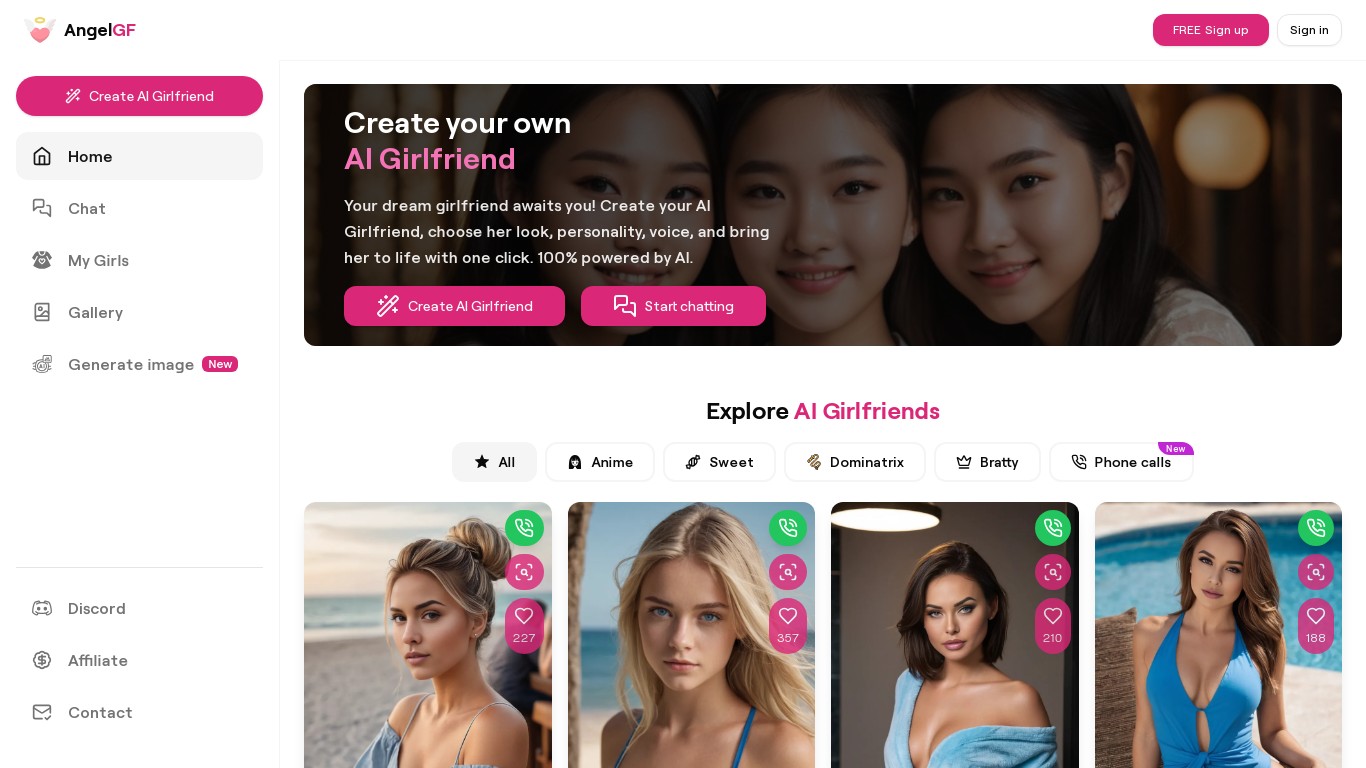 AngelGF
FREE Sign up
Sign in
Create AI Girlfriend
Home
Chat
My Girls
Gallery
Generate image New
Discord
Affiliate
Contact
Create your own
AI Girlfriend
Your dream girlfriend awaits you! Create your AI
Girlfriend, choose her look, personality, voice, and bring
her to life with one click. 100% powered by AI.
Create AI Girlfriend
Start chatting
Explore AI Girlfriends
All
Anime
Sweet
Dominatrix
Bratty
Phone calls
New
227
357
210
188